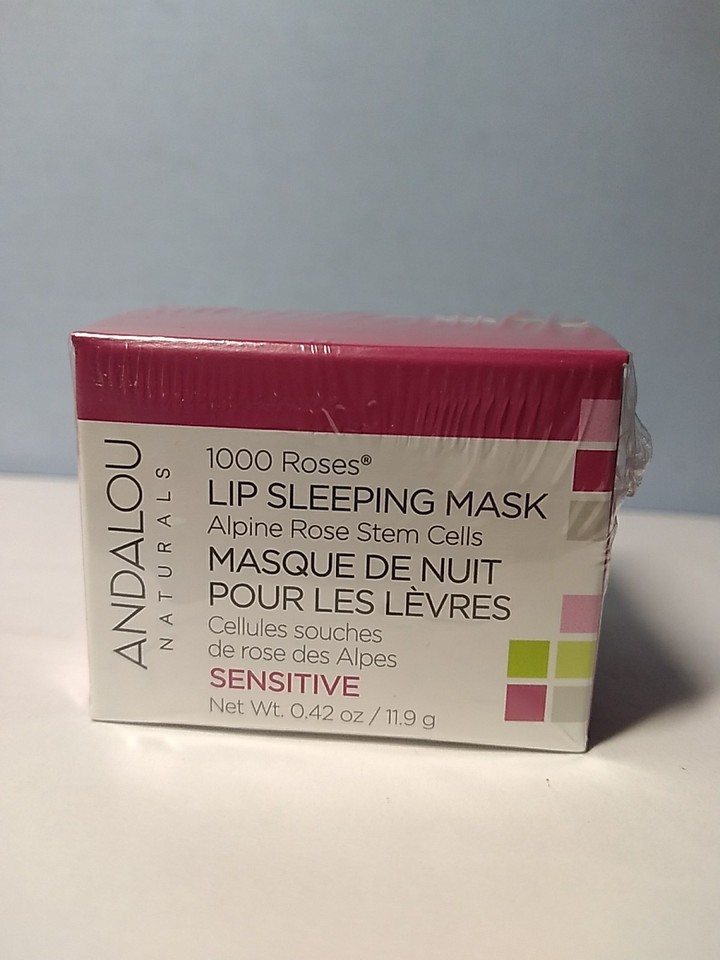 ANDALOU
NATURALS
1000 Roses®
LIP SLEEPING MASK
Alpine Rose Stem Cells
MASQUE DE NUIT
POUR LES LÈVRES
Cellules souches
de rose des Alpes
SENSITIVE
Net Wt. 0.42 oz / 11.9 g